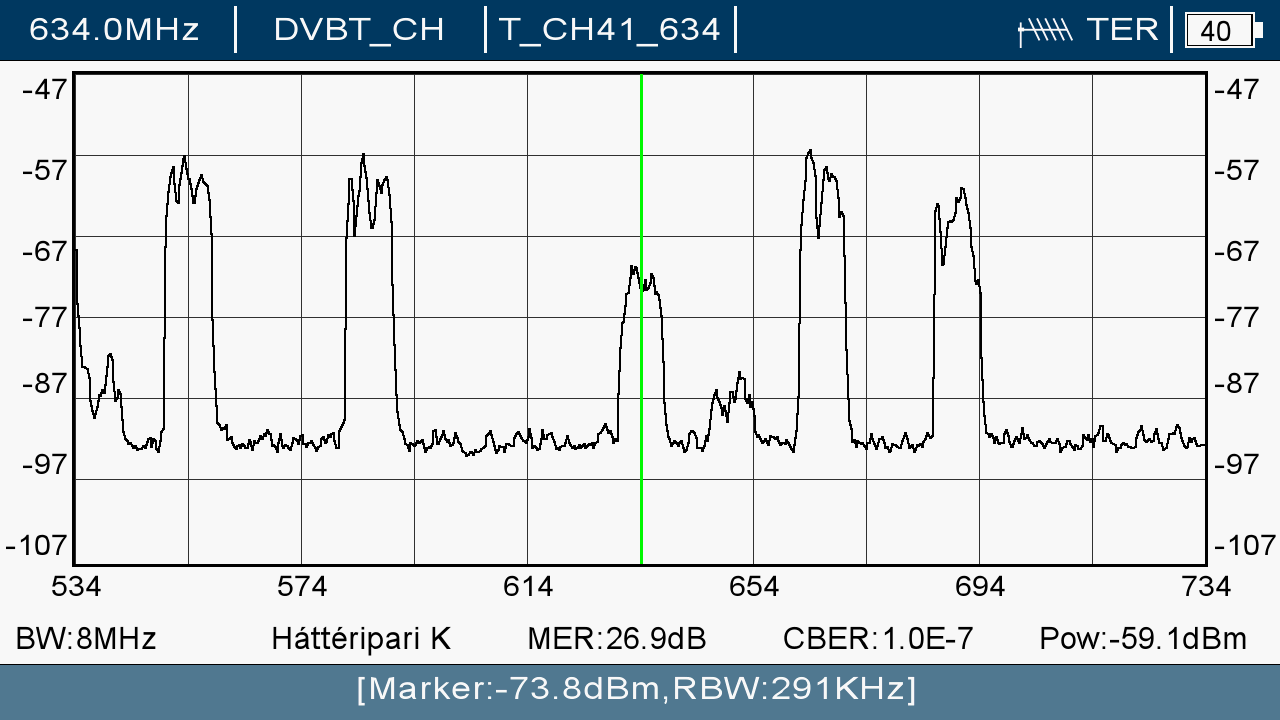 634.0MHz DVBT_CH T_CH41_634 TER 40
-47 -47
-57 -57
-67 -67
-77 -77
-87 -87
-97 -97
-107 -107
534 574 614 654 694 734
BW:8MHz Háttéripari K MER:26.9dB CBER:1.0E-7 Pow:-59.1dBm
[Marker:-73.8dBm,RBW:291KHz]